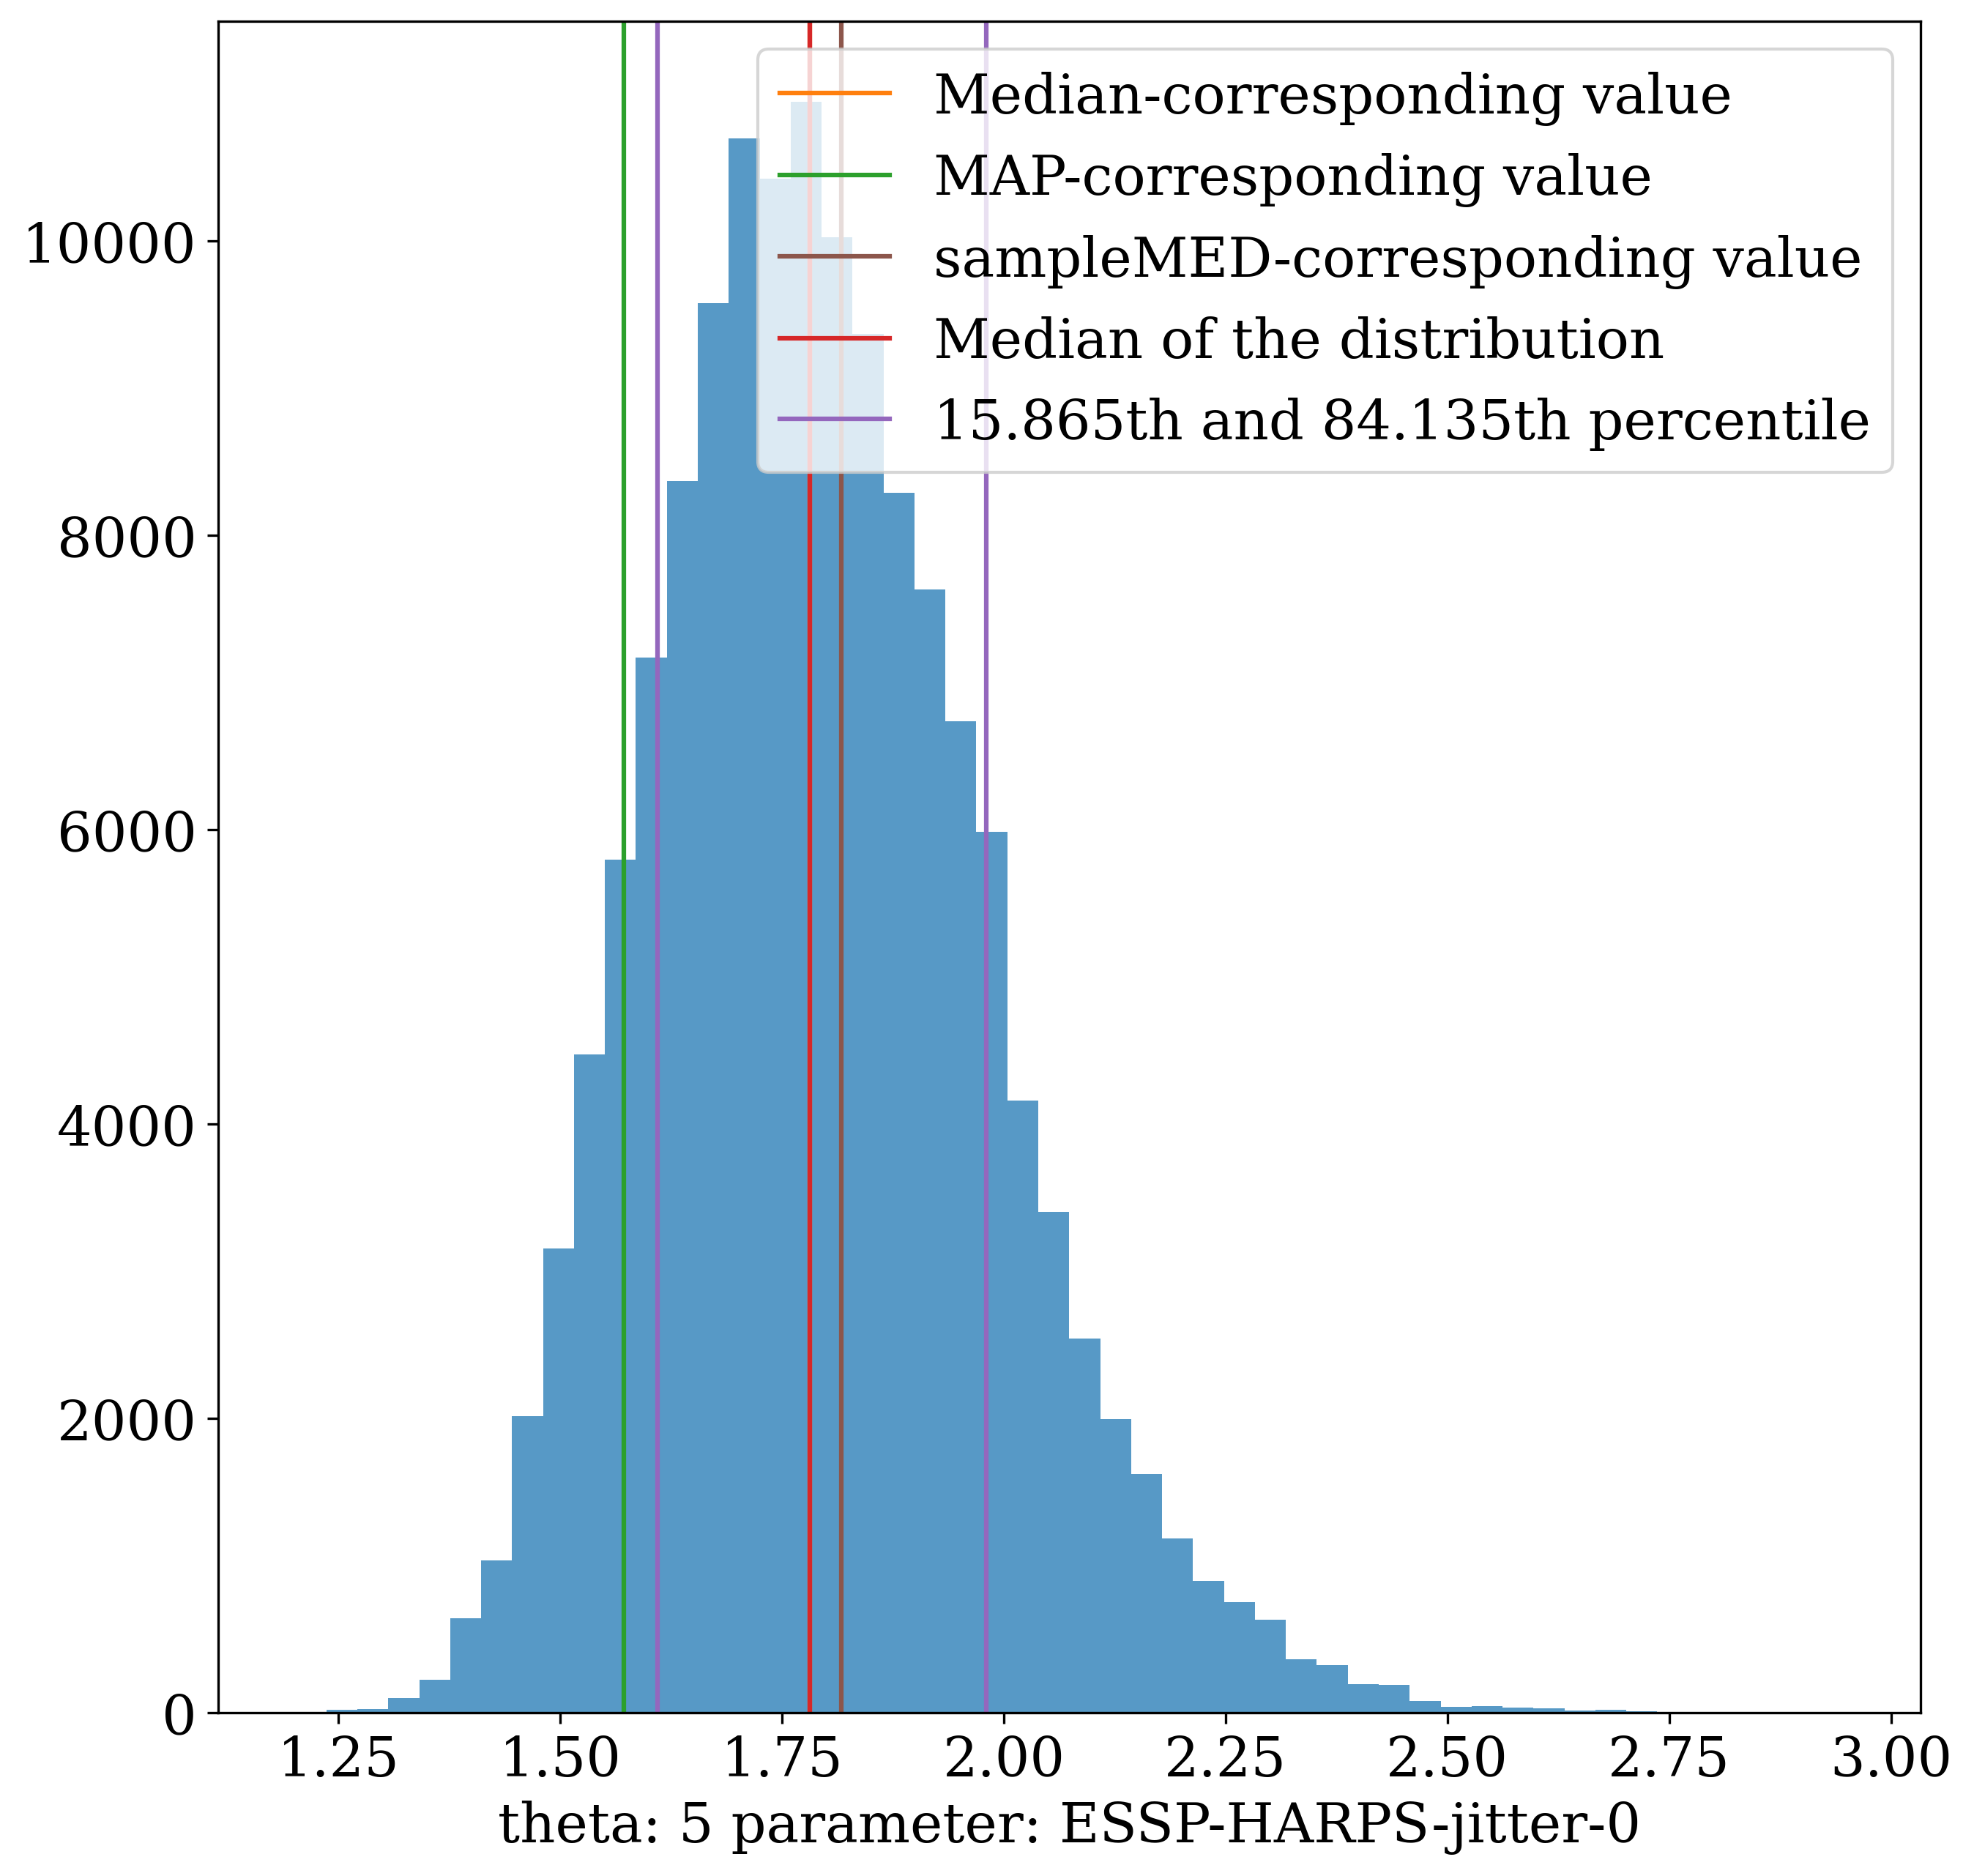 Median-corresponding value
MAP-corresponding value
sampleMED-corresponding value
Median of the distribution
15.865th and 84.135th percentile
10000
8000
6000
4000
2000
0
1.25 1.50 1.75 2.00 2.25 2.50 2.75 3.00
theta: 5 parameter: ESSP-HARPS-jitter-0